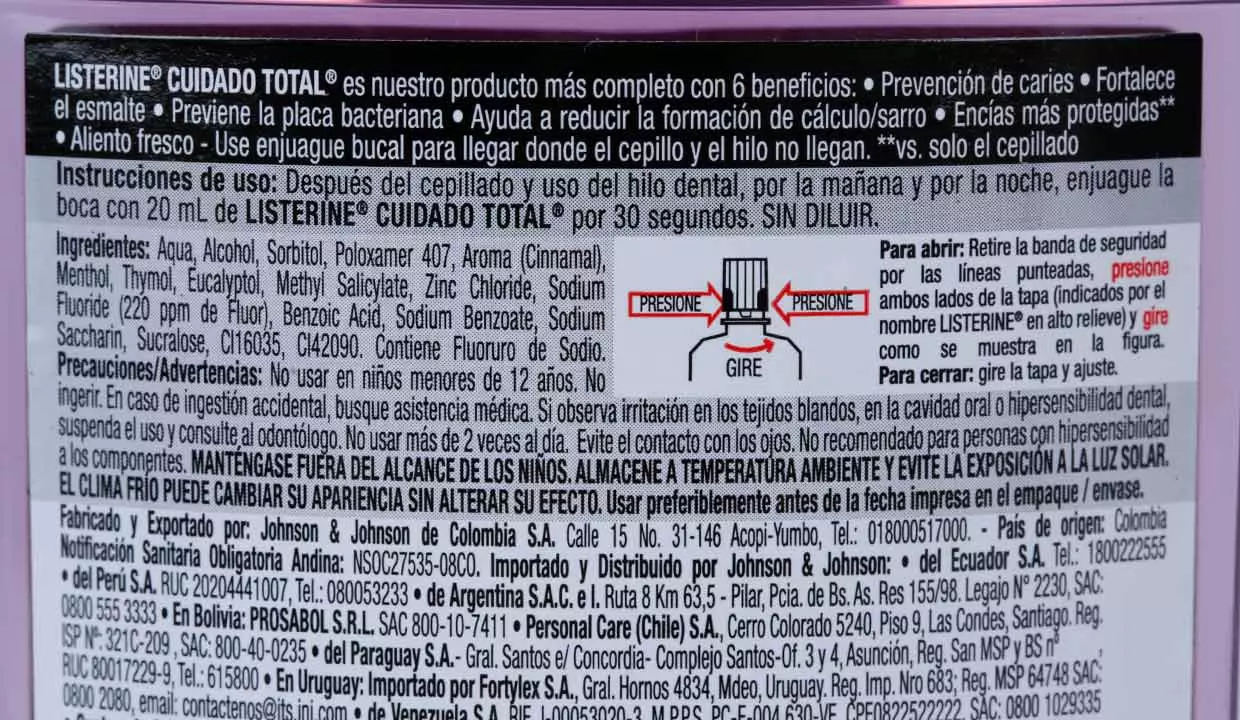 LISTERINE® CUIDADO TOTAL® es nuestro producto más completo con 6 beneficios: • Prevención de caries • Fortalece
el esmalte • Previene la placa bacteriana • Ayuda a reducir la formación de cálculo/sarro • Encías más protegidas**
• Aliento fresco - Use enjuague bucal para llegar donde el cepillo y el hilo no llegan. **vs. solo el cepillado
Instrucciones de uso: Después del cepillado y uso del hilo dental, por la mañana y por la noche, enjuague la
boca con 20 mL de LISTERINE® CUIDADO TOTAL® por 30 segundos. SIN DILUIR.
Ingredientes: Aqua, Alcohol, Sorbitol, Poloxamer 407, Aroma (Cinnamal),
Menthol, Thymol, Eucalyptol, Methyl Salicylate, Zinc Chloride, Sodium
Fluoride (220 ppm de Fluor), Benzoic Acid, Sodium Benzoate, Sodium
Saccharin, Sucralose, CI16035, CI42090. Contiene Fluoruro de Sodio.
PRESIONE
PRESIONE
GIRE
Para abrir: Retire la banda de seguridad
por las líneas punteadas, presione
ambos lados de la tapa (indicados por el
nombre LISTERINE® en alto relieve) y gire
como se muestra en la figura.
Para cerrar: gire la tapa y ajuste.
Precauciones/Advertencias: No usar en niños menores de 12 años. No
ingerir. En caso de ingestión accidental, busque asistencia médica. Si observa irritación en los tejidos blandos, en la cavidad oral o hipersensibilidad dental,
suspenda el uso y consulte al odontólogo. No usar más de 2 veces al día. Evite el contacto con los ojos. No recomendado para personas con hipersensibilidad
a los componentes. MANTÉNGASE FUERA DEL ALCANCE DE LOS NIÑOS. ALMACENE A TEMPERATURA AMBIENTE Y EVITE LA EXPOSICIÓN A LA LUZ SOLAR.
EL CLIMA FRÍO PUEDE CAMBIAR SU APARIENCIA SIN ALTERAR SU EFECTO. Usar preferiblemente antes de la fecha impresa en el empaque / envase.
Fabricado y Exportado por: Johnson & Johnson de Colombia S.A. Calle 15 No. 31-146 Acopi-Yumbo, Tel.: 018000517000. - País de origen: Colombia
Notificación Sanitaria Obligatoria Andina: NSOC27535-08CO. Importado y Distribuido por Johnson & Johnson: • del Ecuador S.A. Tel.: 1800222555
• del Perú S.A. RUC 20204441007, Tel.: 080053233 • de Argentina S.A.C. e I. Ruta 8 Km 63,5 - Pilar, Pcia. de Bs. As. Res 155/98. Legajo N° 2230, SAC:
0800 555 3333 • En Bolivia: PROSABOL S.R.L. SAC 800-10-7411 • Personal Care (Chile) S.A., Cerro Colorado 5240, Piso 9, Las Condes, Santiago. Reg.
ISP Nº. 321C-209 , SAC: 800-40-0235 • del Paraguay S.A.- Gral. Santos e/ Concordia- Complejo Santos-Of. 3 y 4, Asunción, Reg. San MSP y BS nº
RUC 80017229-9, Tel.: 615800 • En Uruguay: Importado por Fortylex S.A., Gral. Hornos 4834, Mdeo, Uruguay. Reg. Imp. Nro 683; Reg. MSP 64748 SAC:
0800 2080, email: contactenos@its.jnj.com • de Venezuela S.A. RIF J-00053020-3 M.P.P.S. PC-E-004.630-VE CPE0822522222 SAC: 0800 1029335